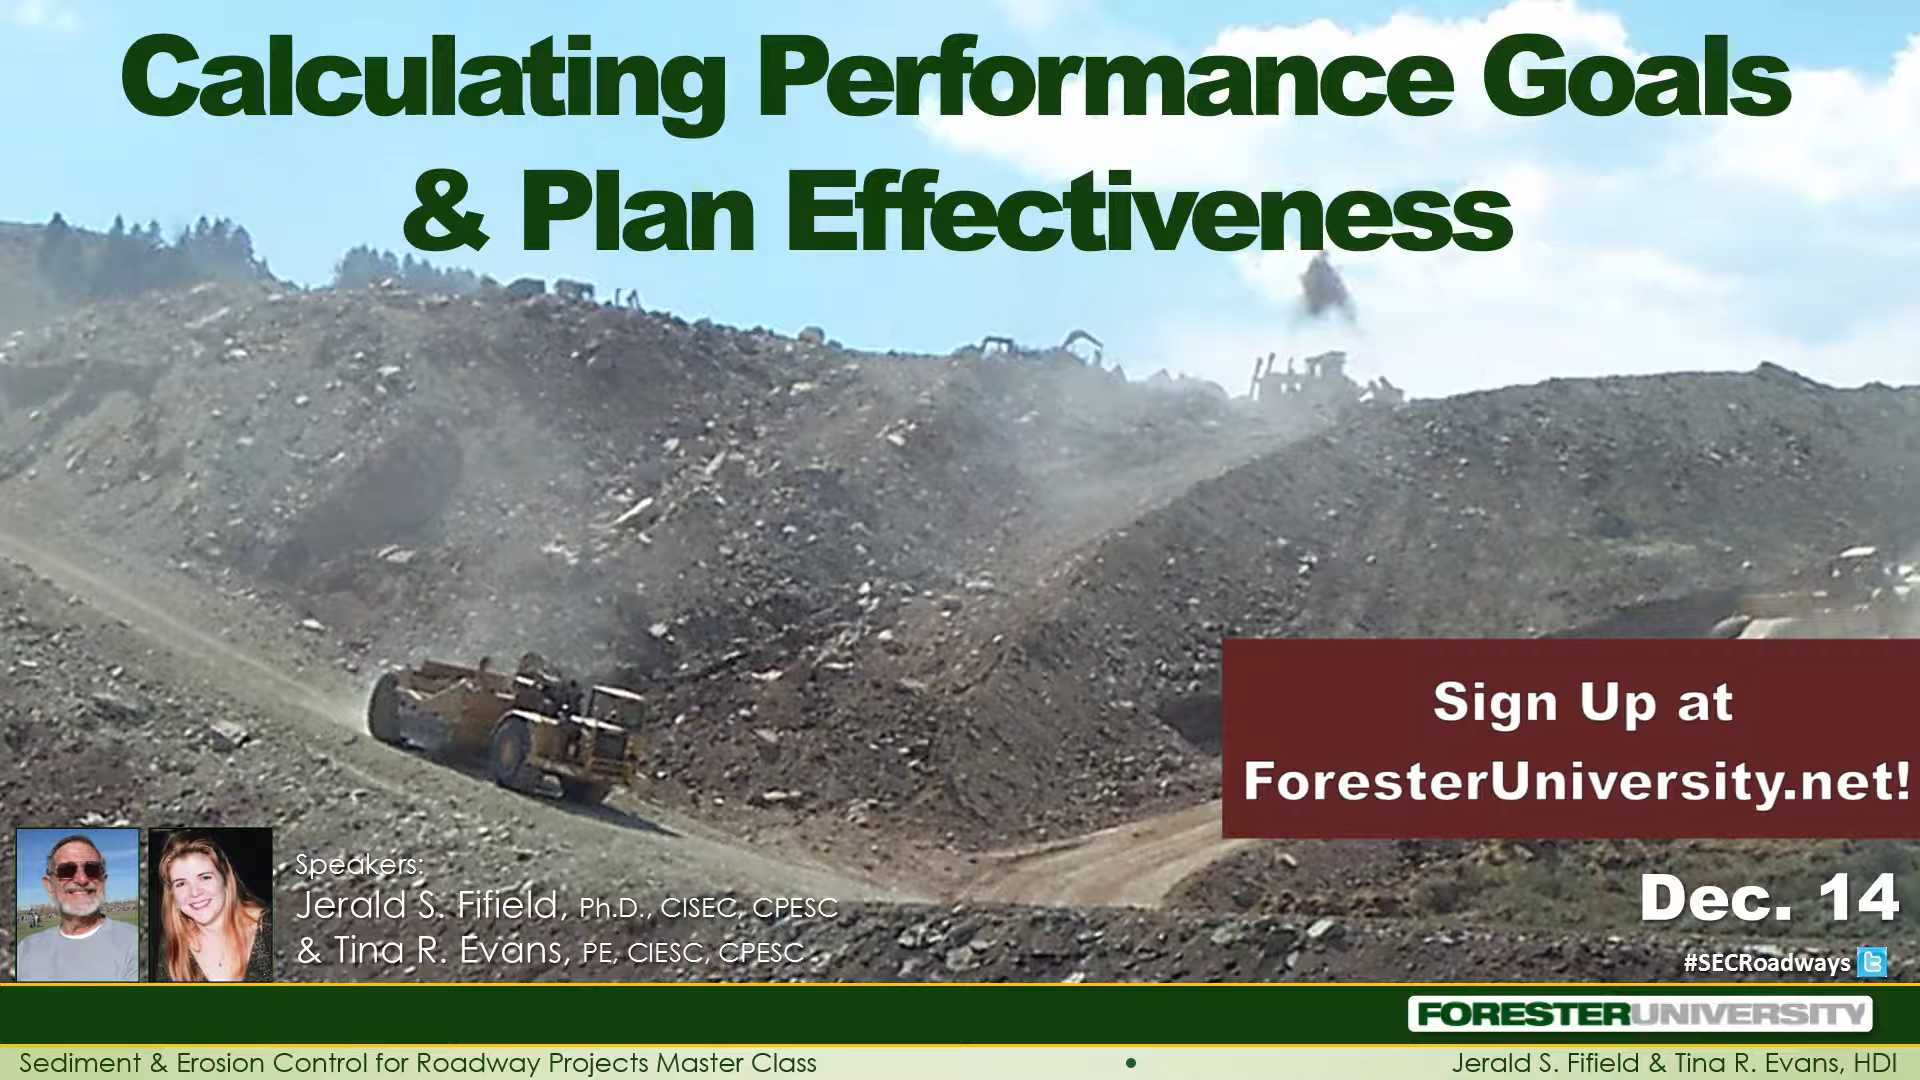 Calculating Performance Goals
& Plan Effectiveness
Sign Up at
ForesterUniversity.net!
Speakers:
Jerald S. Fifield, Ph.D., CISEC, CPESC
& Tina R. Evans, PE, CIESC, CPESC
Dec. 14
#SECRoadways
FORESTERUNIVERSITY
Sediment & Erosion Control for Roadway Projects Master Class • Jerald S. Fifield & Tina R. Evans, HDI